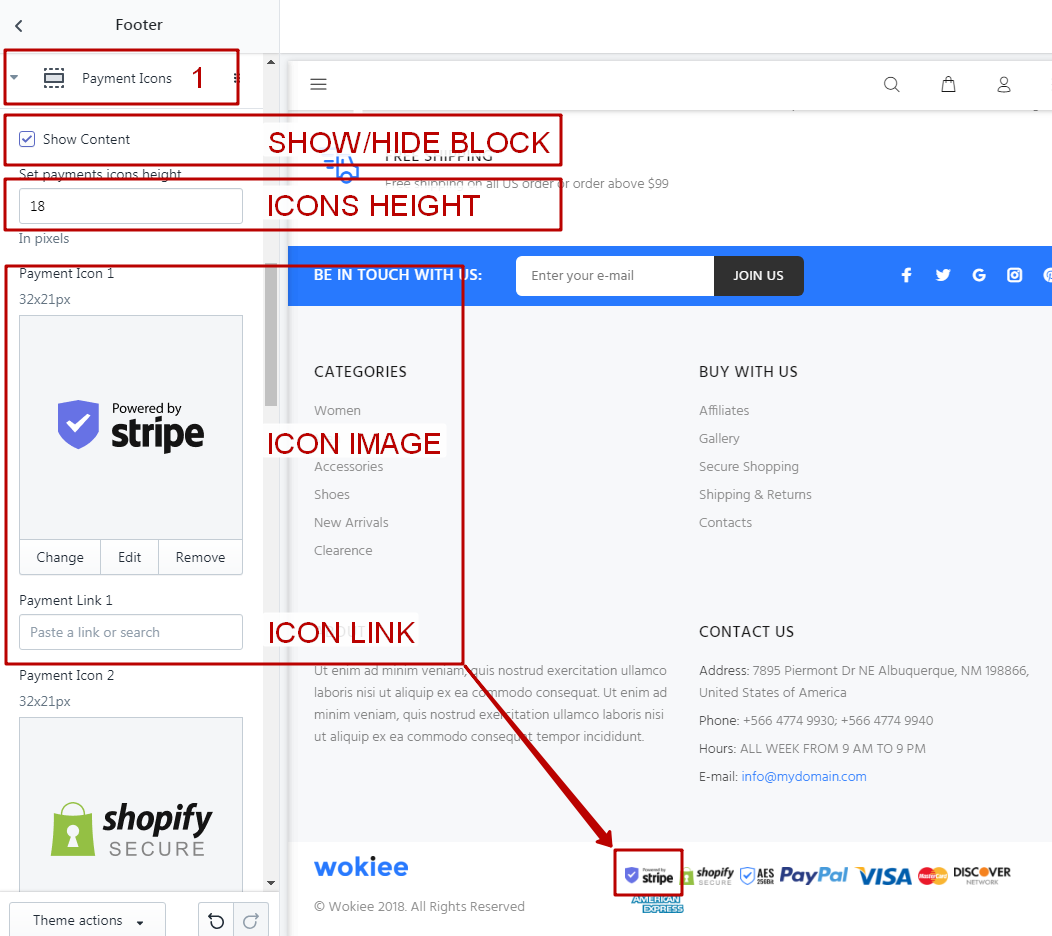 Footer
Payment Icons
1
Show Content
SHOW/HIDE BLOCK
Set payments icons height
18
ICONS HEIGHT
In pixels
Payment Icon 1
32x21px
Powered by
stripe
ICON IMAGE
Change
Edit
Remove
Payment Link 1
Paste a link or search
ICON LINK
Payment Icon 2
32x21px
shopify
SECURE
Theme actions
FREE SHIPPING
Free shipping on all US order or order above $99
BE IN TOUCH WITH US:
Enter your e-mail
JOIN US
CATEGORIES
Women
Accessories
Shoes
New Arrivals
Clearence
BUY WITH US
Affiliates
Gallery
Secure Shopping
Shipping & Returns
Contacts
Ut enim ad minim veniam, quis nostrud exercitation ullamco
laboris nisi ut aliquip ex ea commodo consequat. Ut enim ad
minim veniam, quis nostrud exercitation ullamco laboris nisi
ut aliquip ex ea commodo consequat tempor incididunt.
CONTACT US
Address: 7895 Piermont Dr NE Albuquerque, NM 198866,
United States of America
Phone: +566 4774 9930; +566 4774 9940
Hours: ALL WEEK FROM 9 AM TO 9 PM
E-mail: info@mydomain.com
wokiee
© Wokiee 2018. All Rights Reserved
Powered by
stripe
shopify
SECURE
AES
256Bit
PayPal
VISA
MasterCard
DISCOVER
NETWORK
AMERICAN
EXPRESS